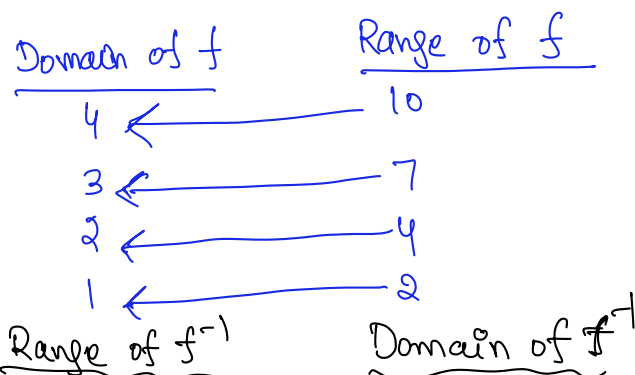 Domain of f Range of f
4 10
3 7
2 4
1 2
Range of f⁻¹ Domain of f⁻¹